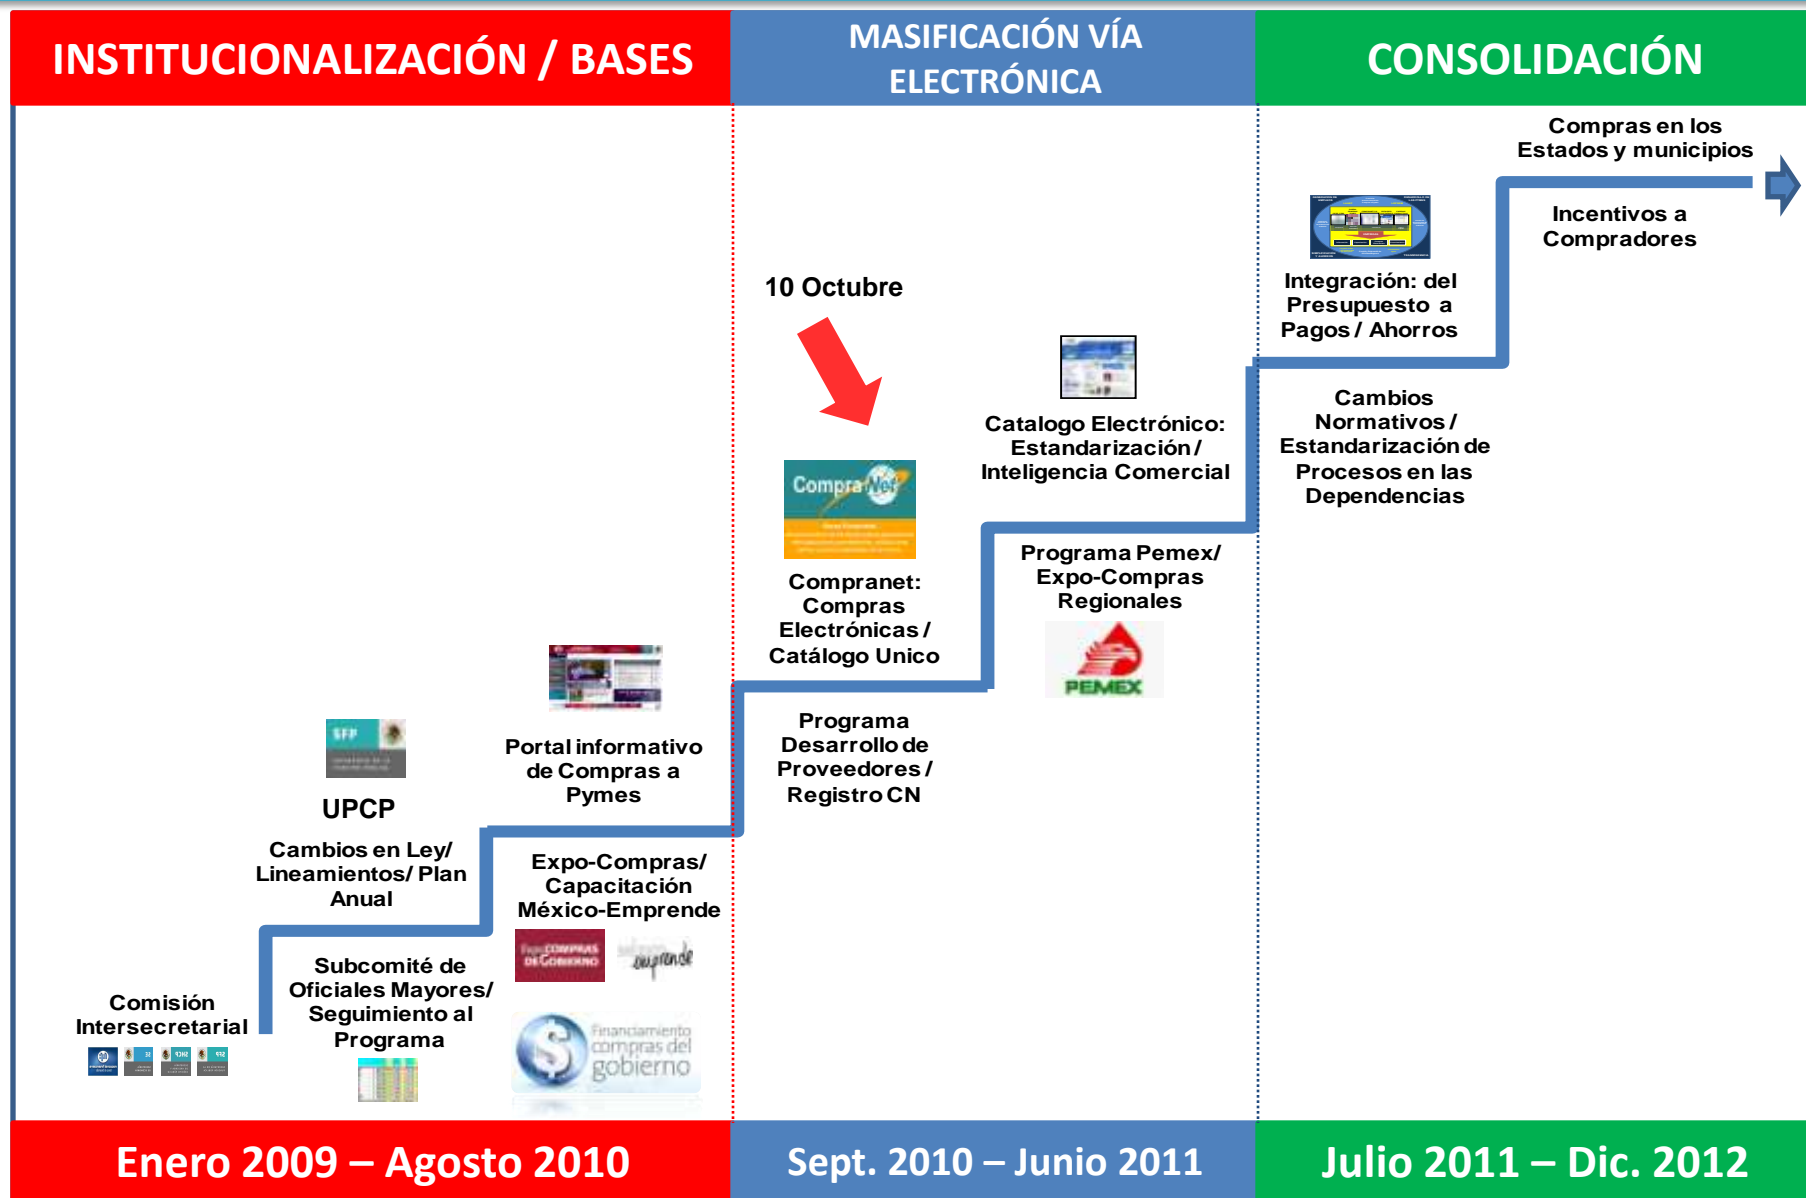 INSTITUCIONALIZACIÓN / BASES
MASIFICACIÓN VÍA
ELECTRÓNICA
CONSOLIDACIÓN
Comisión
Intersecretarial
SFP
UPCP
Cambios en Ley/
Lineamientos/ Plan
Anual
Subcomité de
Oficiales Mayores/
Seguimiento al
Programa
Portal informativo
de Compras a
Pymes
Expo-Compras/
Capacitación
México-Emprende
COMPRAS
DE GOBIERNO
emprende
Financiamiento
compras del
gobierno
10 Octubre
CompraNet
Compranet:
Compras
Electrónicas /
Catálogo Unico
Programa
Desarrollo de
Proveedores /
Registro CN
Catalogo Electrónico:
Estandarización /
Inteligencia Comercial
Programa Pemex/
Expo-Compras
Regionales
PEMEX
Integración: del
Presupuesto a
Pagos / Ahorros
Cambios
Normativos /
Estandarización de
Procesos en las
Dependencias
Compras en los
Estados y municipios
Incentivos a
Compradores
Enero 2009 – Agosto 2010
Sept. 2010 – Junio 2011
Julio 2011 – Dic. 2012